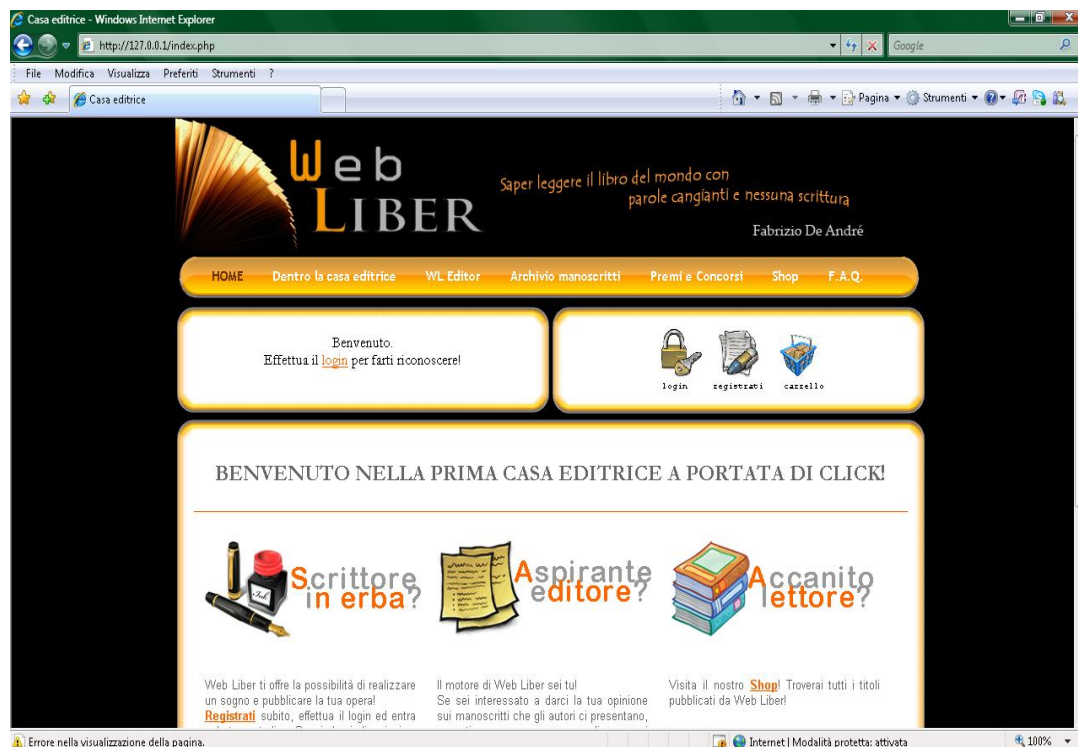 Casa editrice - Windows Internet Explorer
http://127.0.0.1/index.php
Google
File Modifica Visualizza Preferiti Strumenti ?
Casa editrice
Pagina Strumenti
Web
LIBER
Saper leggere il libro del mondo con
parole cangianti e nessuna scrittura
Fabrizio De André
HOME Dentro la casa editrice WL Editor Archivio manoscritti Premi e Concorsi Shop F.A.Q.
Benvenuto.
Effettua il login per farti riconoscere!
login registrati carrello
BENVENUTO NELLA PRIMA CASA EDITRICE A PORTATA DI CLICK!
Scrittore
in erba?
Aspirante
editore?
Accanito
lettore?
Web Liber ti offre la possibilità di realizzare
un sogno e pubblicare la tua opera!
Registrati subito, effettua il login ed entra
Il motore di Web Liber sei tu!
Se sei interessato a darci la tua opinione
sui manoscritti che gli autori ci presentano,
Visita il nostro Shop! Troverai tutti i titoli
pubblicati da Web Liber!
Errore nella visualizzazione della pagina.
Internet | Modalità protetta: attivata
100%